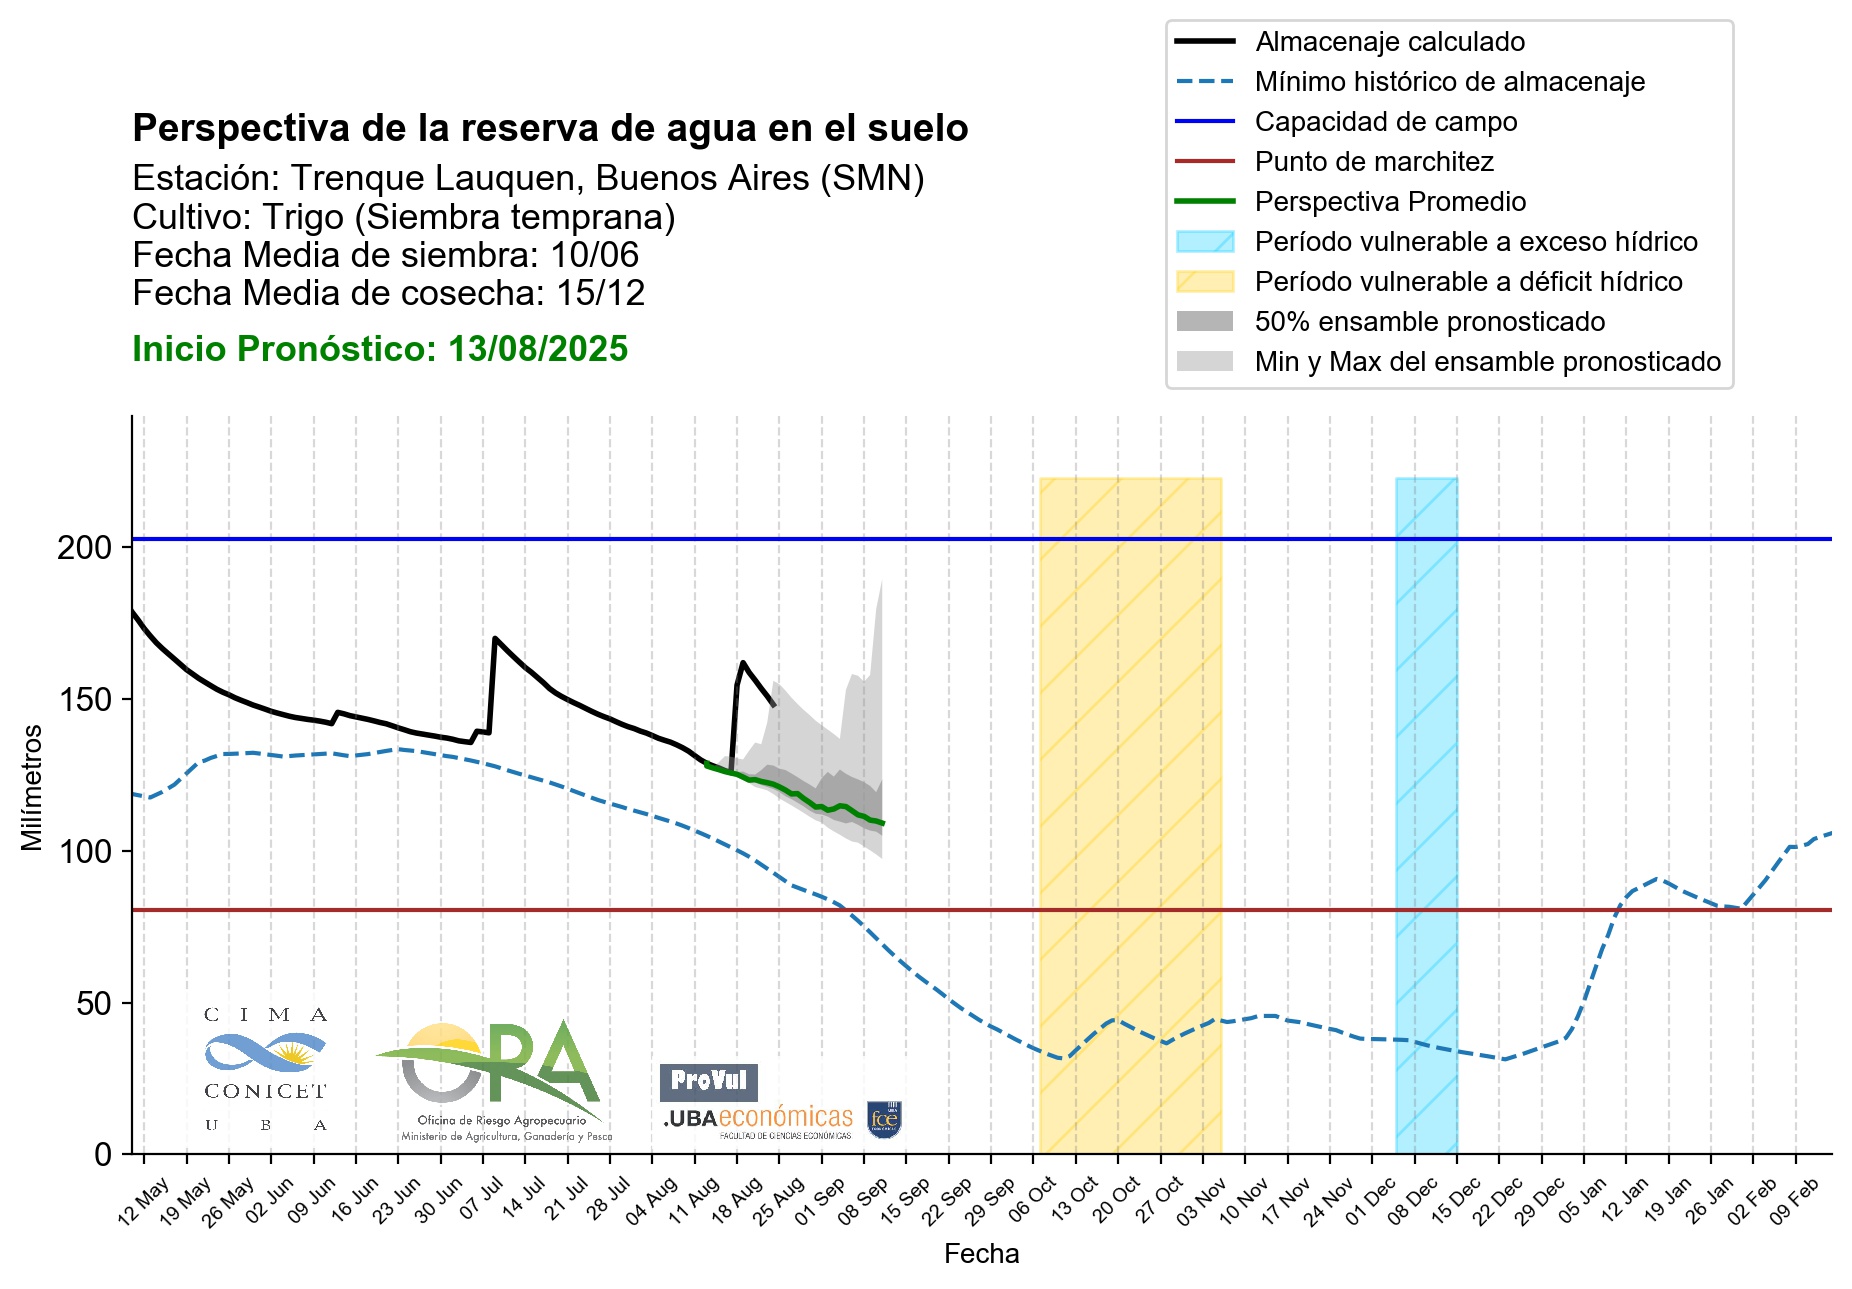 Almacenaje calculado
Mínimo histórico de almacenaje
Capacidad de campo
Punto de marchitez
Perspectiva Promedio
Período vulnerable a exceso hídrico
Período vulnerable a déficit hídrico
50% ensamble pronosticado
Min y Max del ensamble pronosticado
Perspectiva de la reserva de agua en el suelo
Estación: Trenque Lauquen, Buenos Aires (SMN)
Cultivo: Trigo (Siembra temprana)
Fecha Media de siembra: 10/06
Fecha Media de cosecha: 15/12
Inicio Pronóstico: 13/08/2025
Milímetros
200
150
100
50
0
CIMA
CONICET
UBA
ORA
Oficina de Riesgo Agropecuario
Ministerio de Agricultura, Ganadería y Pesca
ProVul
.UBAeconómicas
FACULTAD DE CIENCIAS ECONÓMICAS
UBA
fce
12 May
19 May
26 May
02 Jun
09 Jun
16 Jun
23 Jun
30 Jun
07 Jul
14 Jul
21 Jul
28 Jul
04 Aug
11 Aug
18 Aug
25 Aug
01 Sep
08 Sep
15 Sep
22 Sep
29 Sep
06 Oct
13 Oct
20 Oct
27 Oct
03 Nov
10 Nov
17 Nov
24 Nov
01 Dec
08 Dec
15 Dec
22 Dec
29 Dec
05 Jan
12 Jan
19 Jan
26 Jan
02 Feb
09 Feb
Fecha